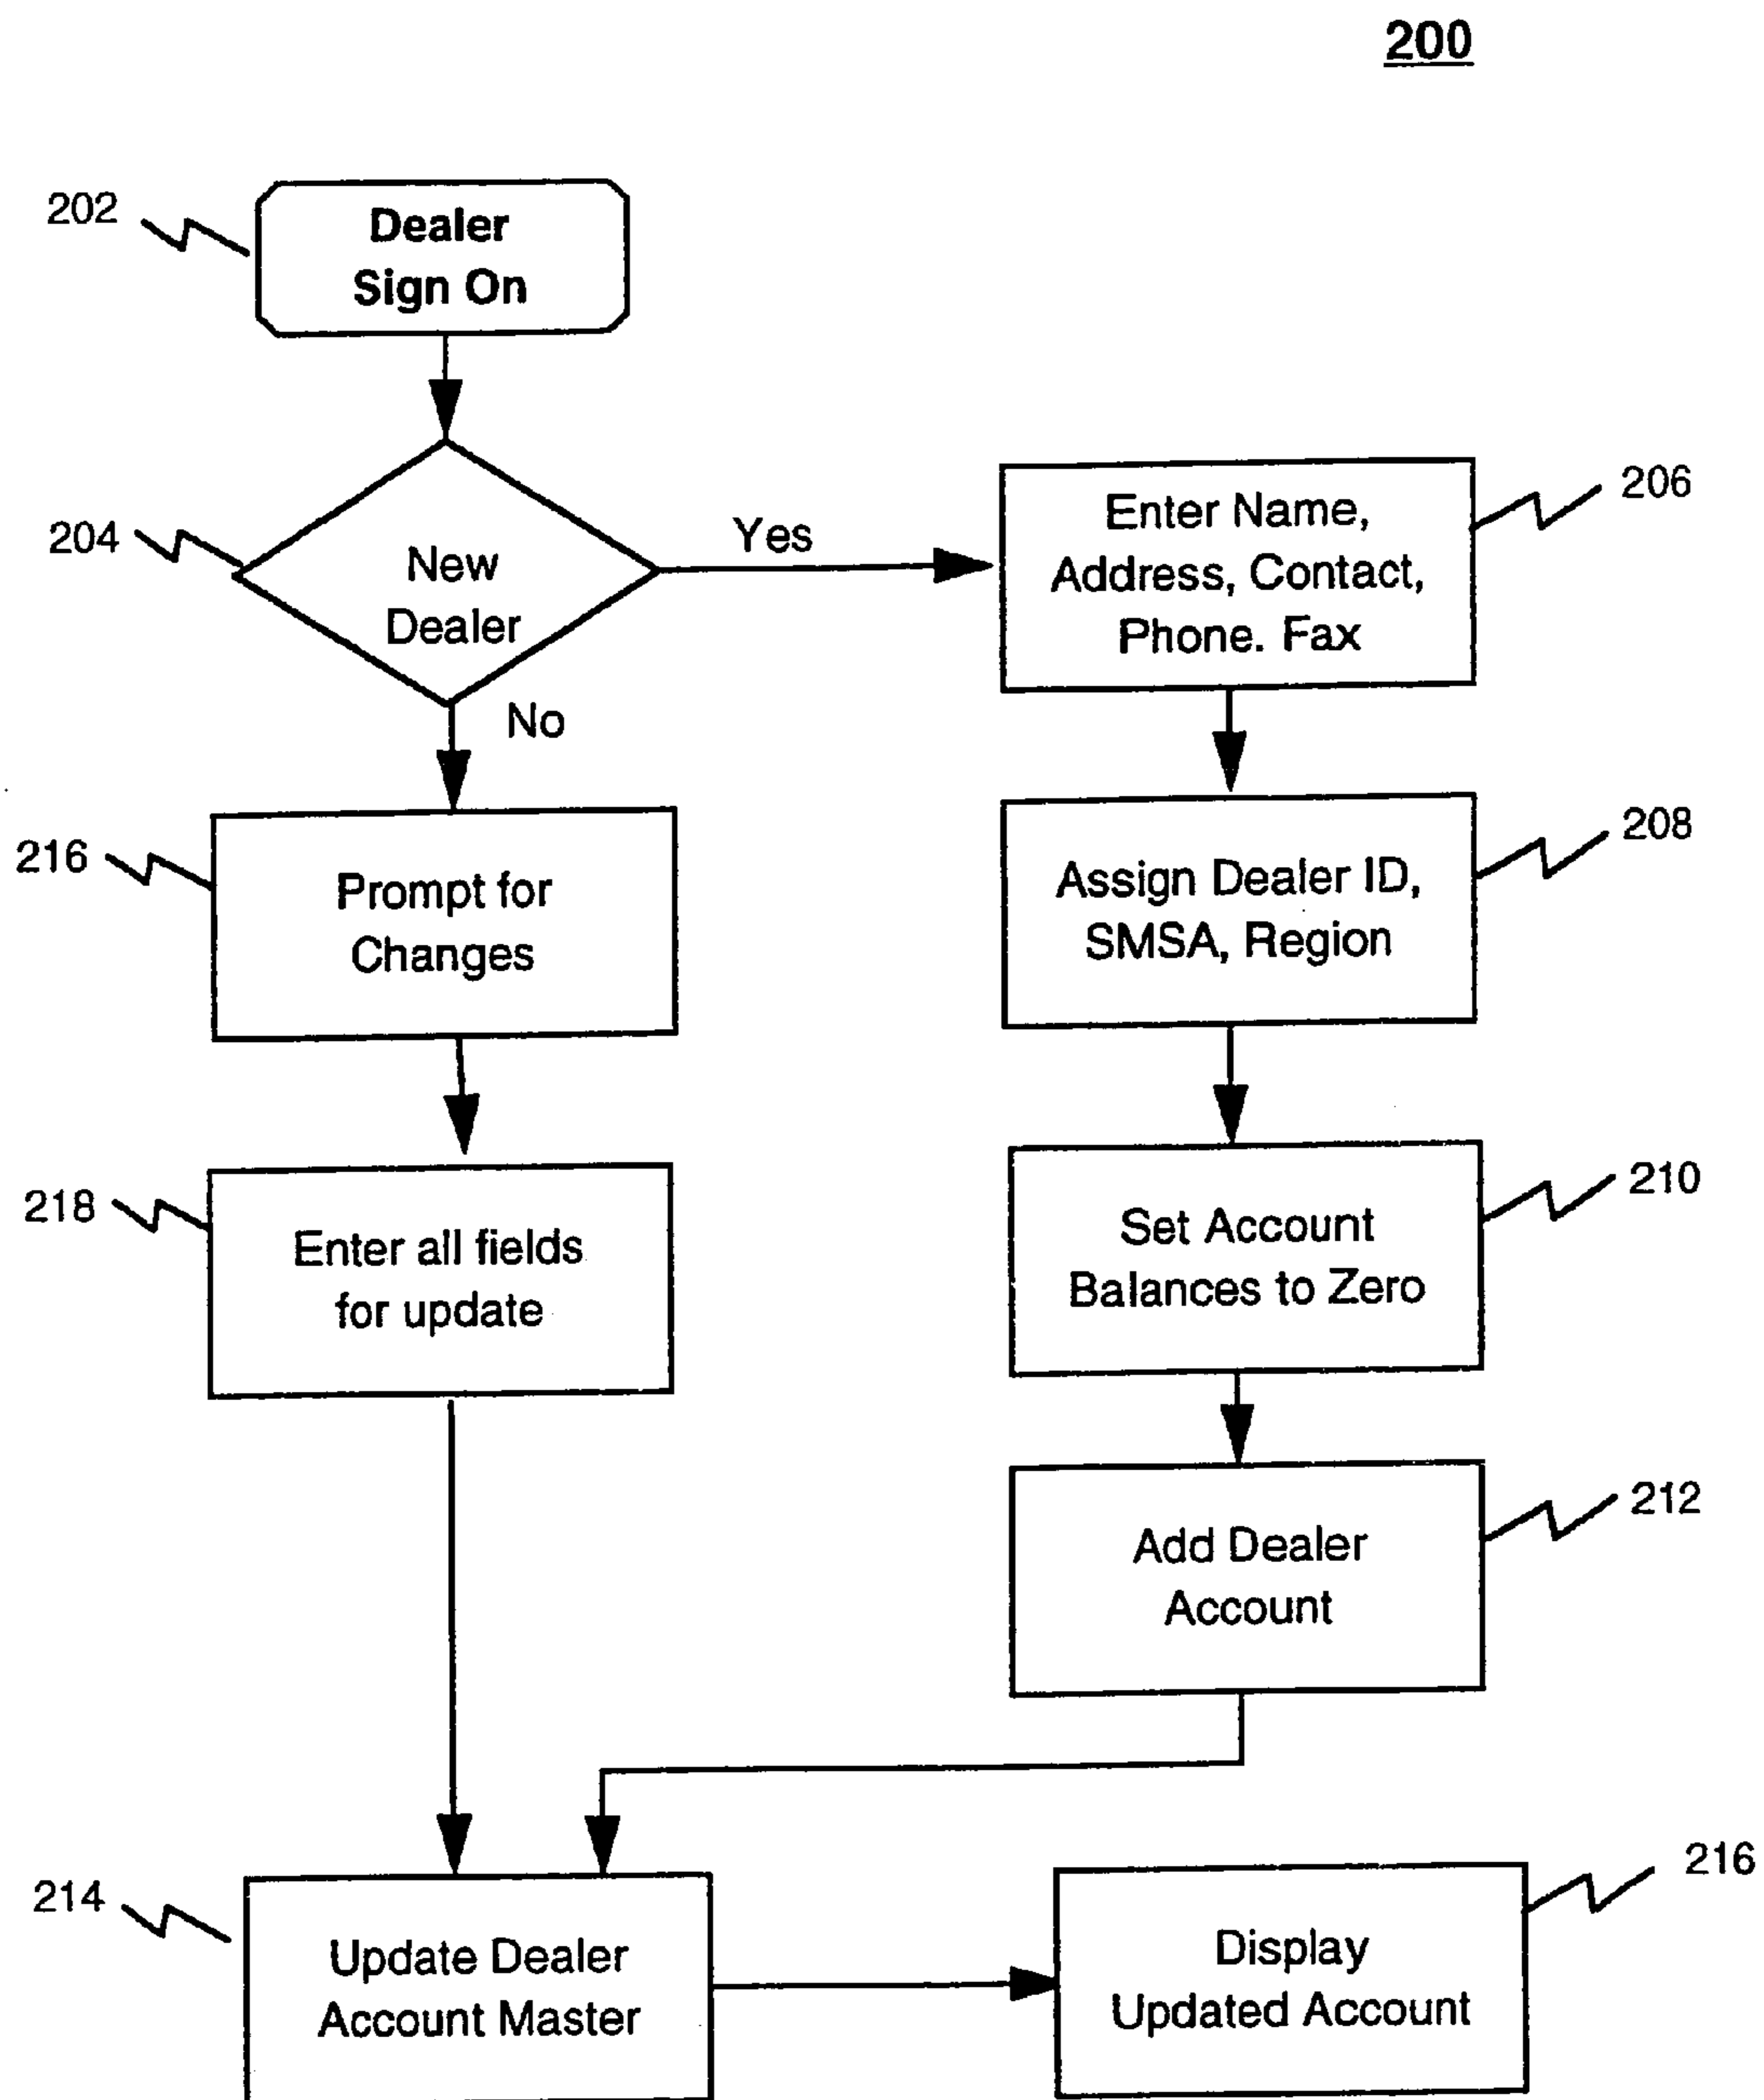 200
202
Dealer
Sign On
204
New
Dealer
Yes
No
206
Enter Name,
Address, Contact,
Phone. Fax
216
Prompt for
Changes
208
Assign Dealer ID,
SMSA, Region
218
Enter all fields
for update
210
Set Account
Balances to Zero
212
Add Dealer
Account
214
Update Dealer
Account Master
216
Display
Updated Account